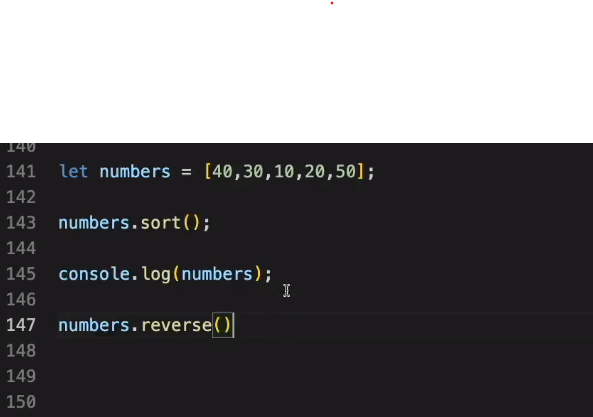 140
141 let numbers = [40,30,10,20,50];
142
143 numbers.sort();
144
145 console.log(numbers);
146
147 numbers.reverse()
148
149
150